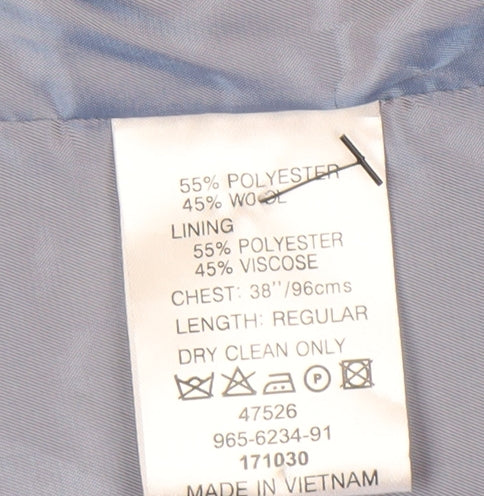 55% POLYESTER
45% WOOL
LINING
55% POLYESTER
45% VISCOSE
CHEST: 38''/96cms
LENGTH: REGULAR
DRY CLEAN ONLY
P
47526
965-6234-91
171030
MADE IN VIETNAM